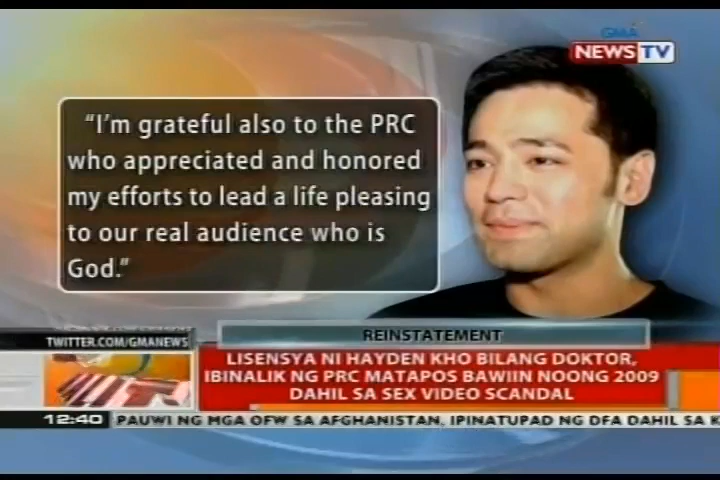 GMA
NEWS TV
“I’m grateful also to the PRC
who appreciated and honored
my efforts to lead a life pleasing
to our real audience who is
God.”
REINSTATEMENT
TWITTER.COM/GMANEWS
LISENSYA NI HAYDEN KHO BILANG DOKTOR,
IBINALIK NG PRC MATAPOS BAWIIN NOONG 2009
DAHIL SA SEX VIDEO SCANDAL
12:40 PAUWI NG MGA OFW SA AFGHANISTAN, IPINATUPAD NG DFA DAHIL SA